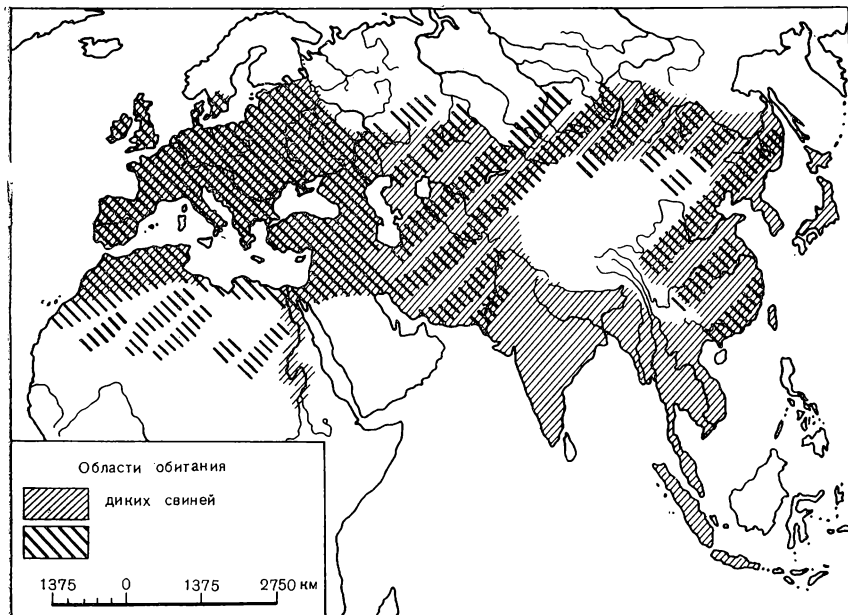 Области обитания
диких свиней
1375 0 1375 2750 км